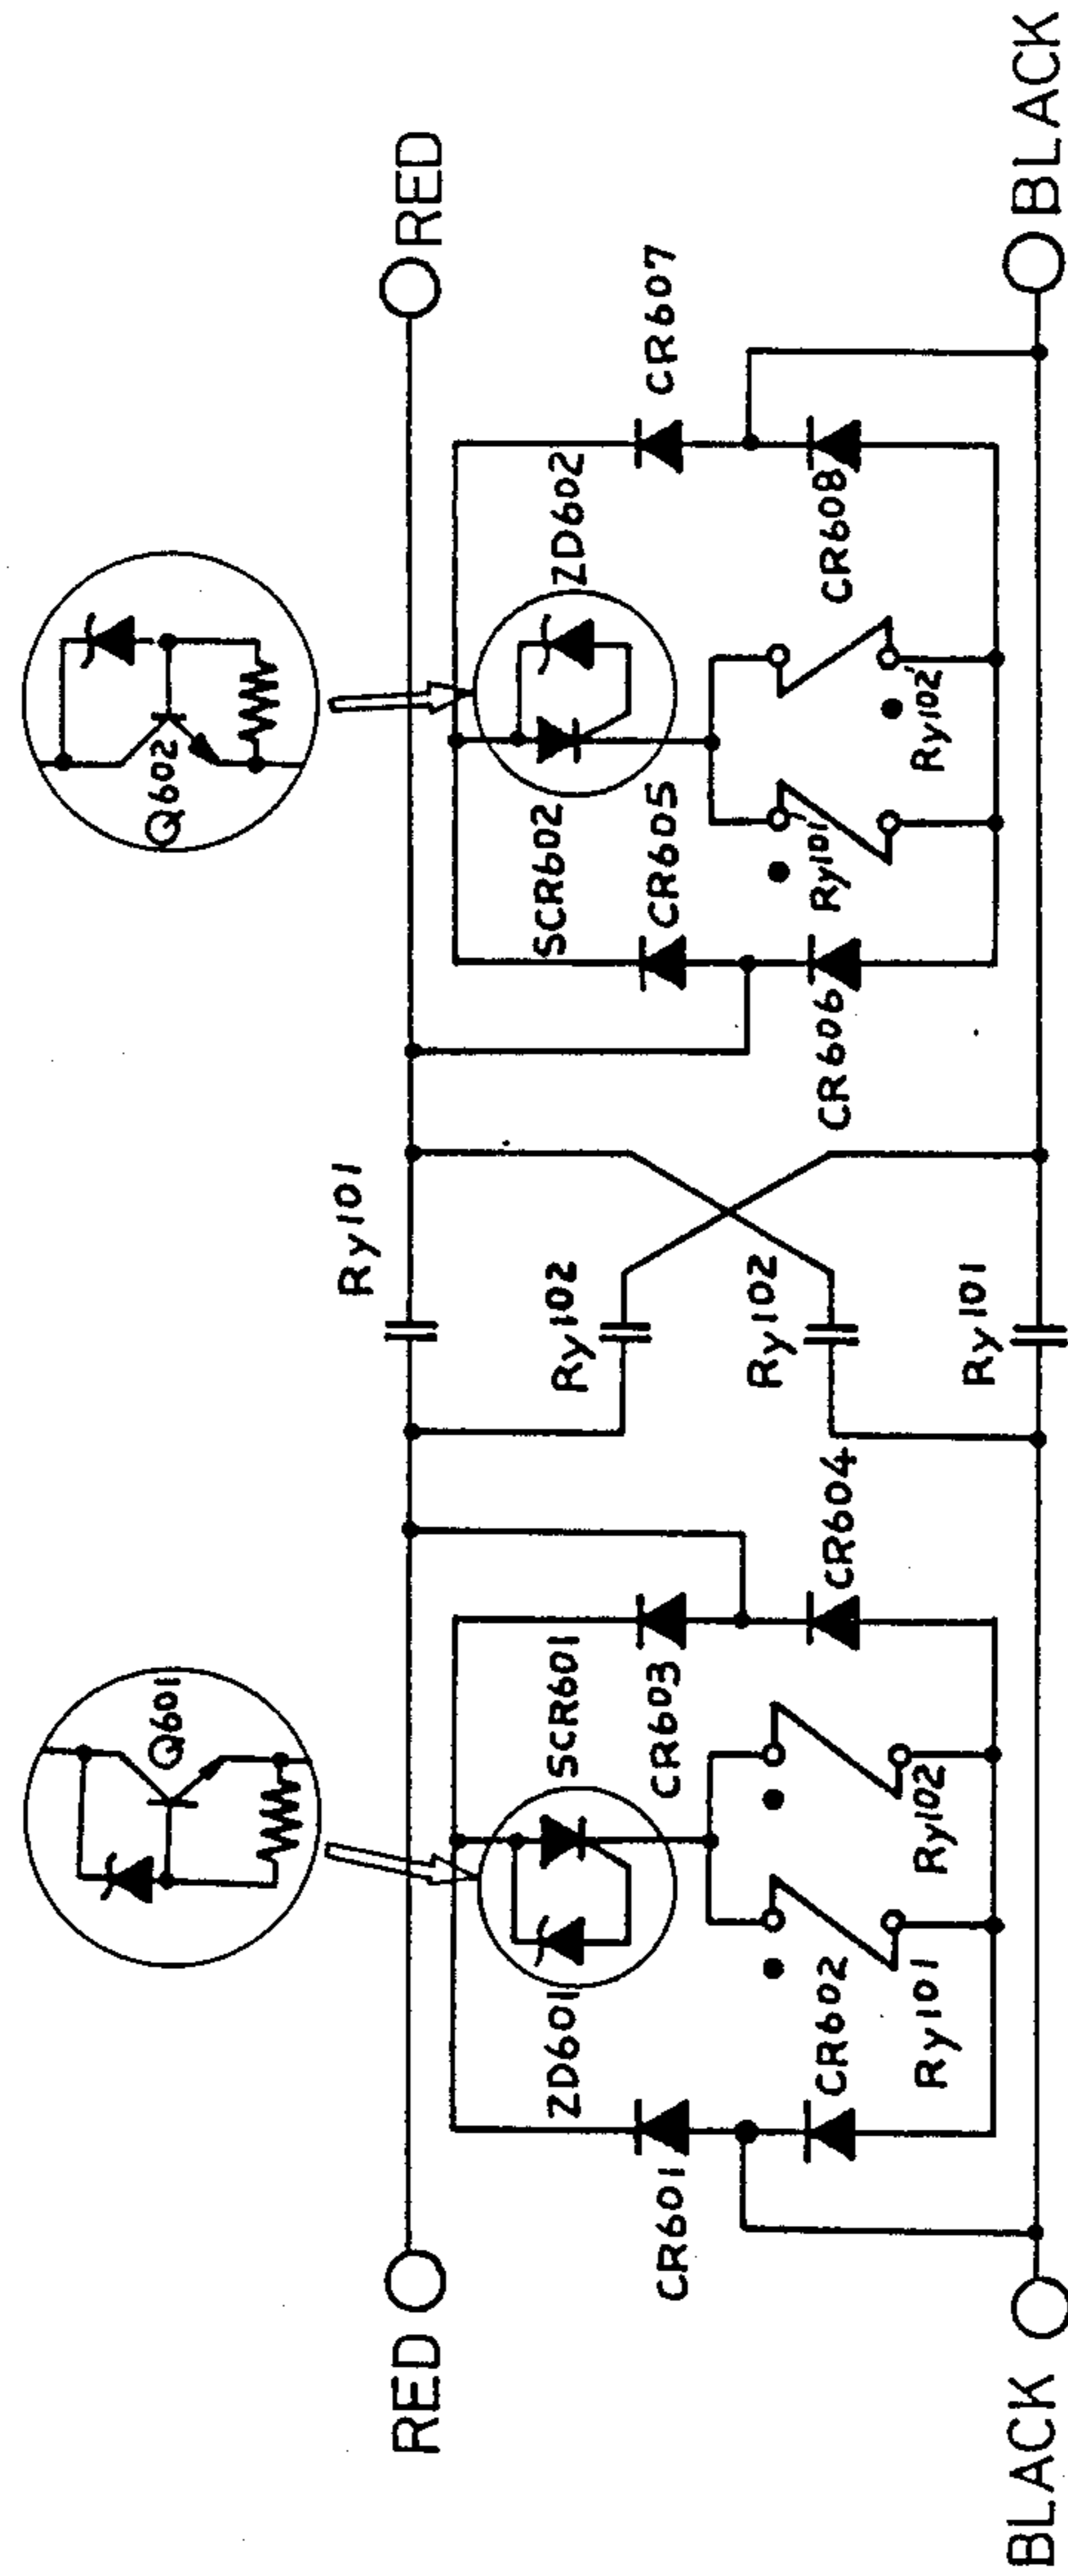 RED
BLACK
Q601
ZD601
SCR601
CR601
CR603
CR602
CR604
Ry101
Ry102
Ry101
Ry102
Ry102
Ry101
Q602
SCR602
ZD602
CR605
CR607
CR606
CR608
Ry101'
Ry102'
RED
BLACK